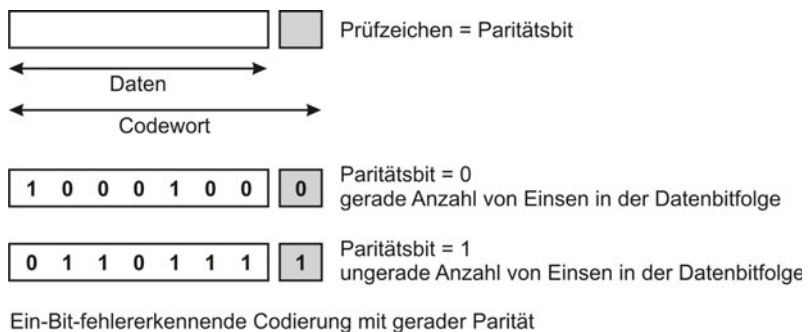 Prüfzeichen = Paritätsbit
Daten
Codewort
1 0 0 0 1 0 0 0
Paritätsbit = 0
gerade Anzahl von Einsen in der Datenbitfolge
0 1 1 0 1 1 1 1
Paritätsbit = 1
ungerade Anzahl von Einsen in der Datenbitfolge
Ein-Bit-fehlererkennende Codierung mit gerader Parität